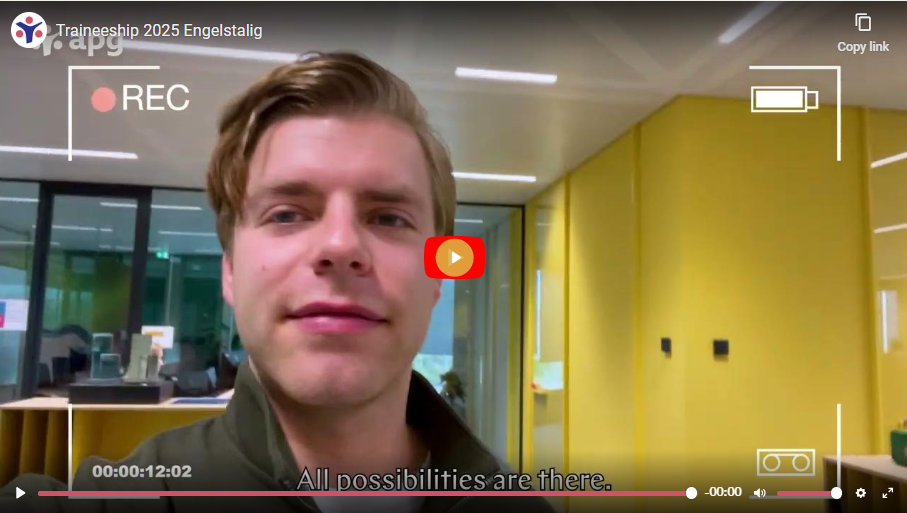 Traineeship 2025 Engelstalig
apg
Copy link
REC
00:00:12:02
All possibilities are there.
-00:00